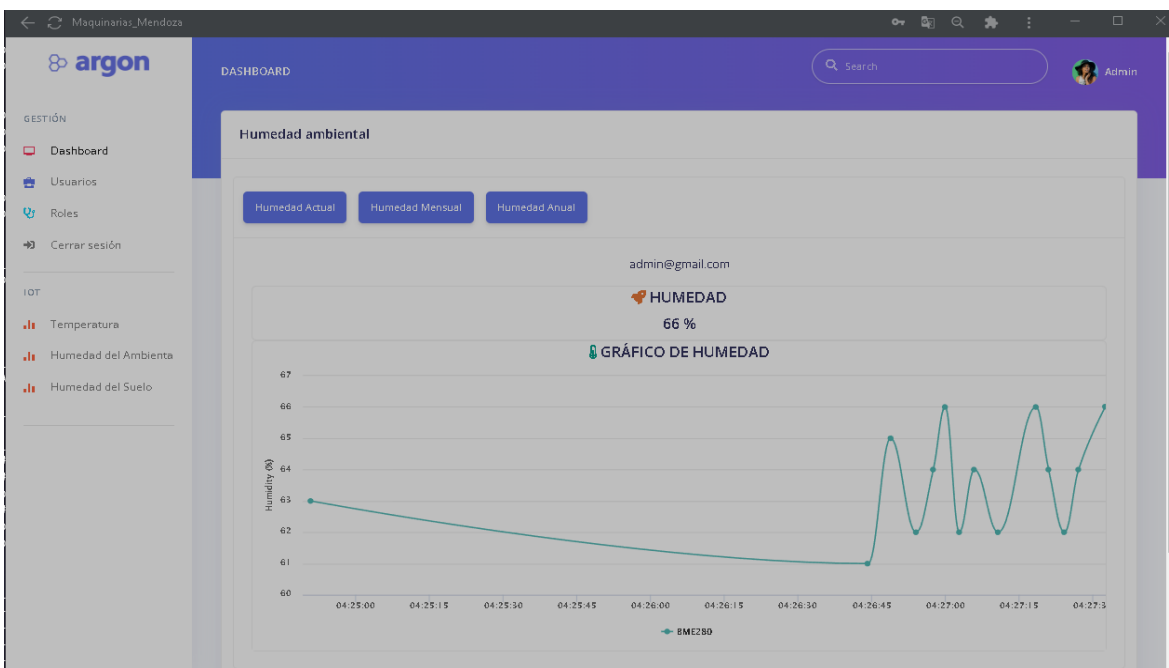 Maquinarias_Mendoza
argon
DASHBOARD
Search
Admin
GESTIÓN
Dashboard
Usuarios
Roles
Cerrar sesión
IOT
Temperatura
Humedad del Ambienta
Humedad del Suelo
Humedad ambiental
Humedad Actual
Humedad Mensual
Humedad Anual
admin@gmail.com
HUMEDAD
66 %
GRÁFICO DE HUMEDAD
Humidity (%)
67
66
65
64
63
62
61
60
04:25:00 04:25:15 04:25:30 04:25:45 04:26:00 04:26:15 04:26:30 04:26:45 04:27:00 04:27:15 04:27:3
BME280